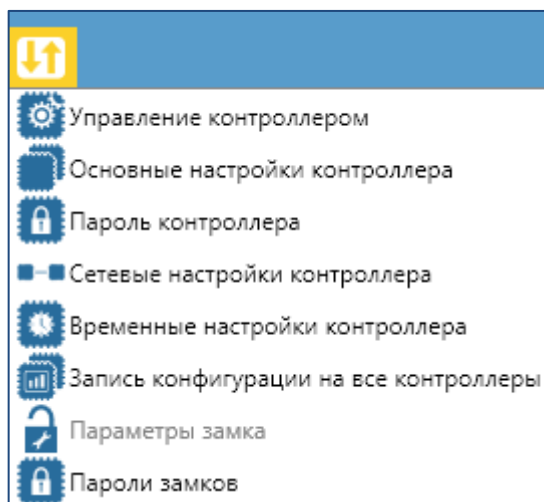 Управление контроллером
Основные настройки контроллера
Пароль контроллера
Сетевые настройки контроллера
Временные настройки контроллера
Запись конфигурации на все контроллеры
Параметры замка
Пароли замков